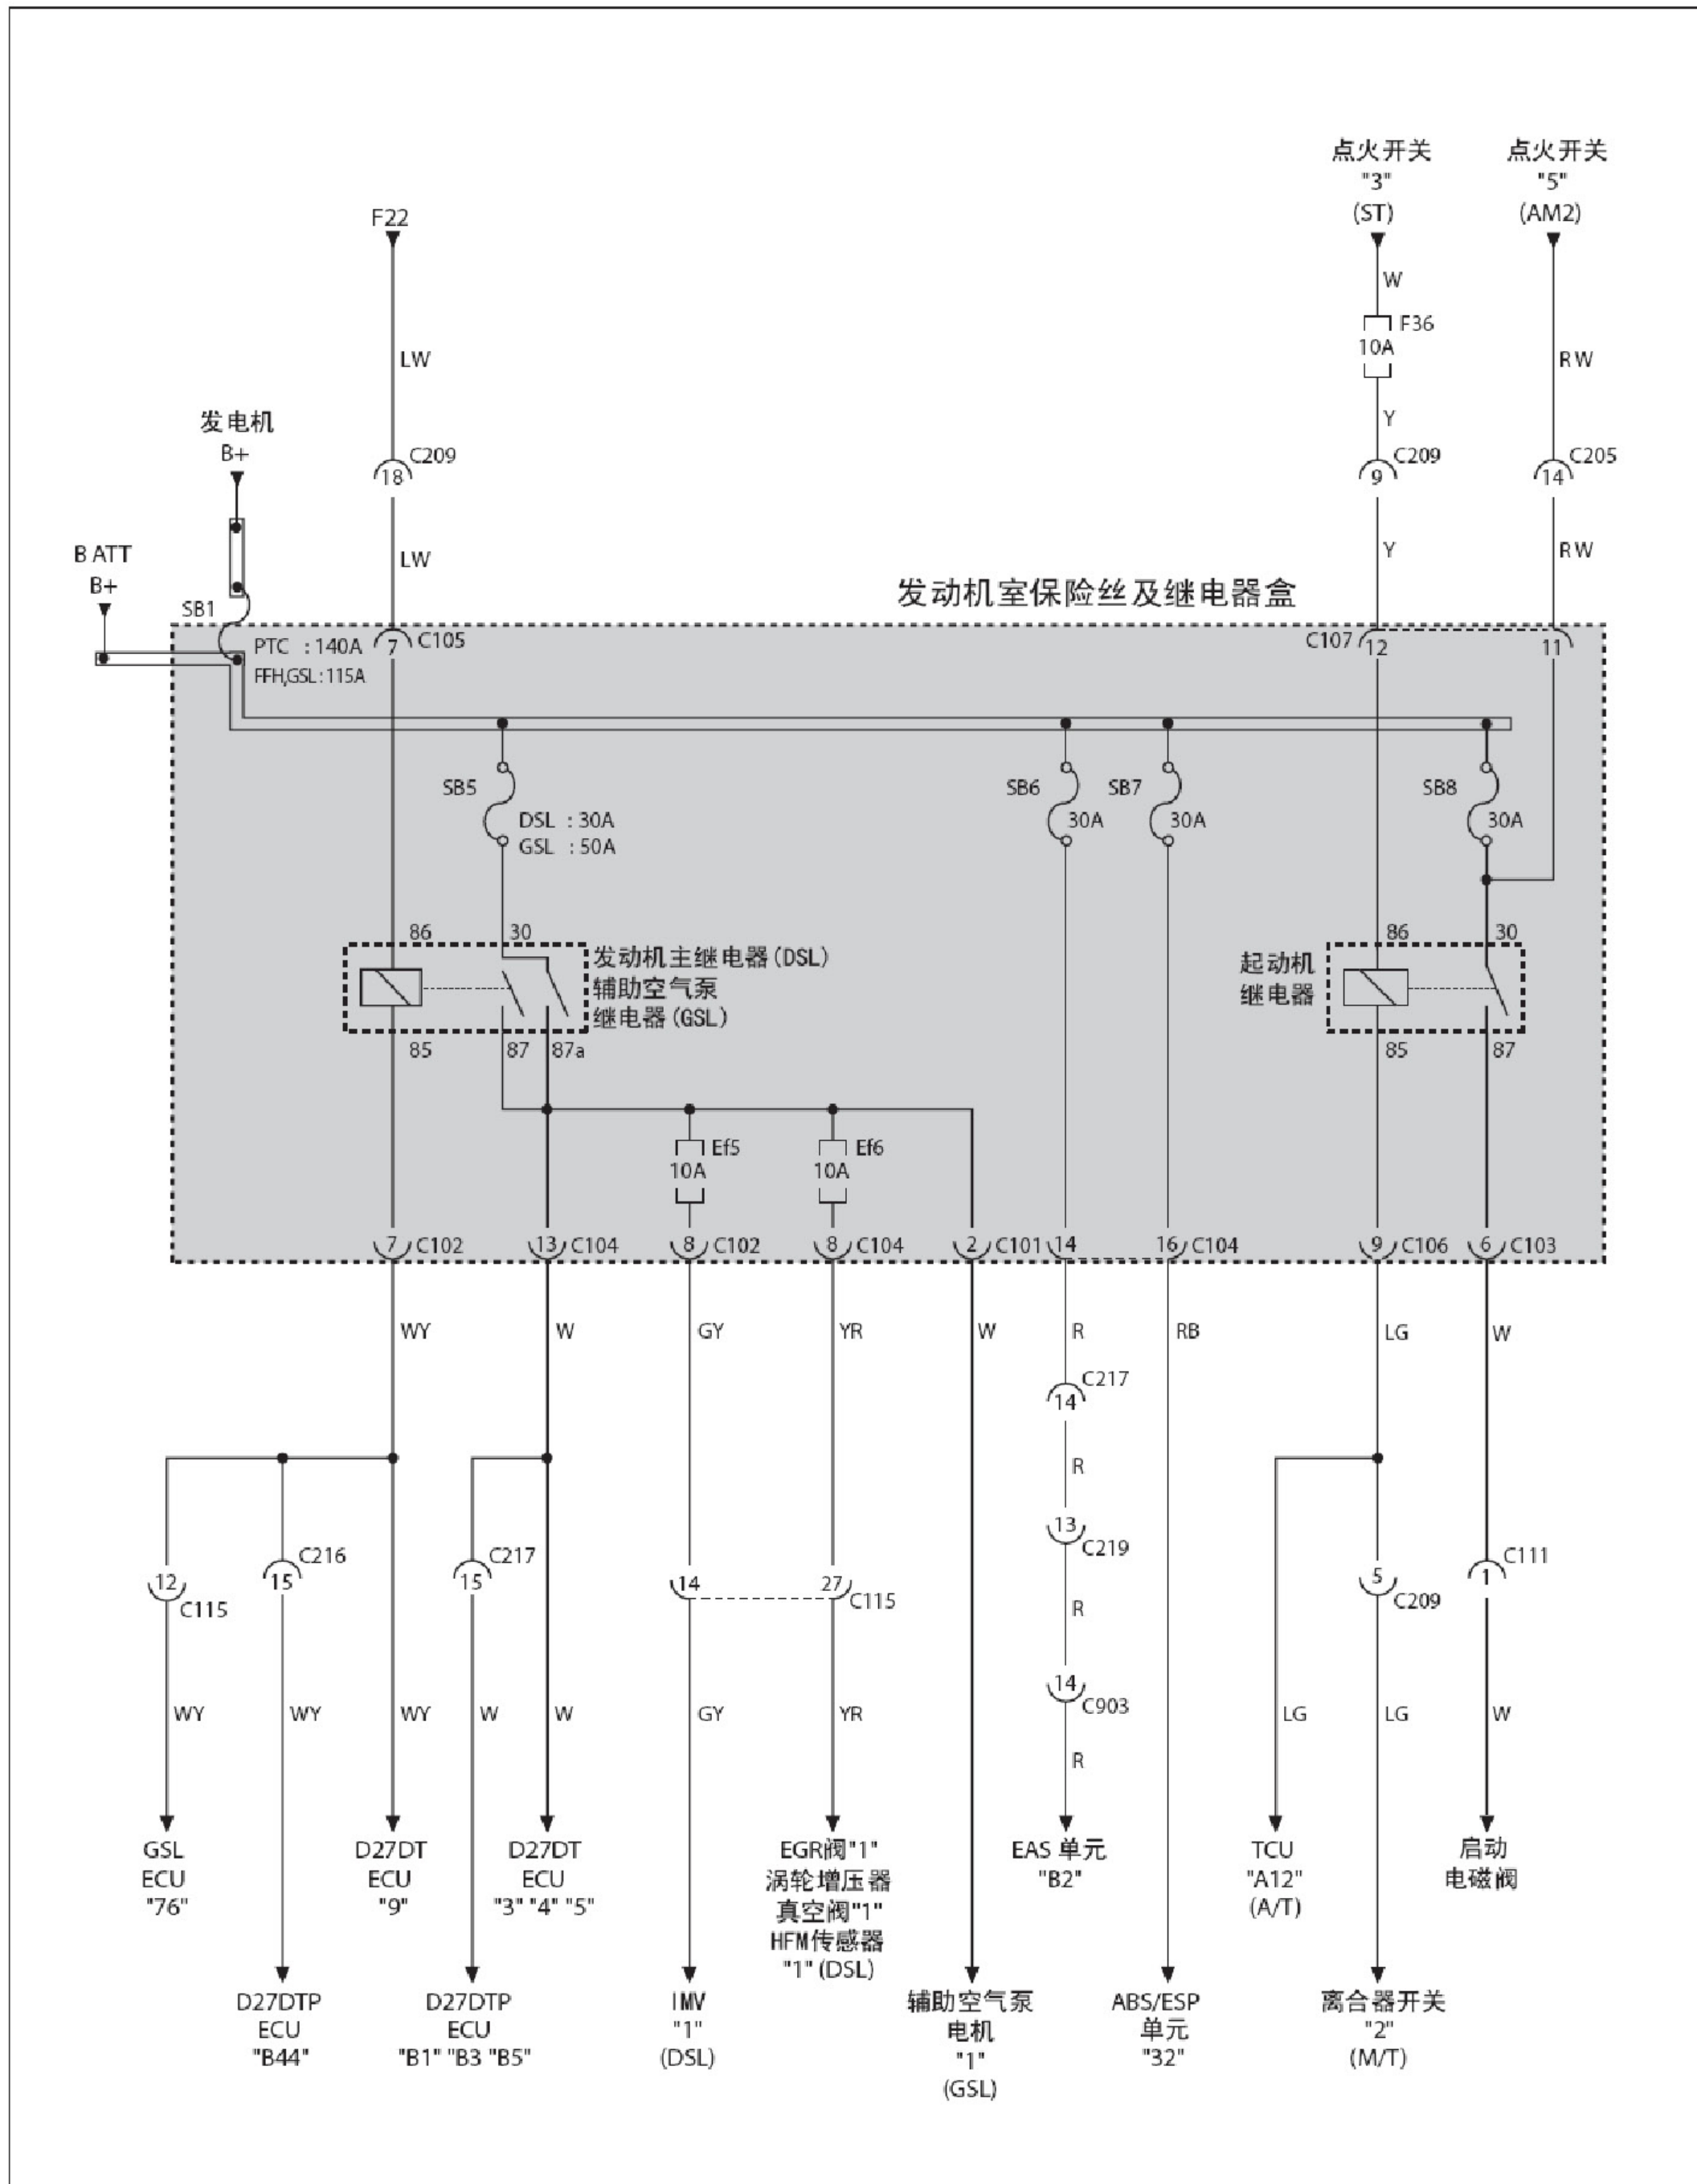 点火开关
"3"
(ST)
点火开关
"5"
(AM2)
F22
W
F36
10A
LW
RW
Y
发电机
B+
C209
18
C209
9
C205
14
B ATT
B+
LW
Y
RW
SB1
发动机室保险丝及继电器盒
PTC : 140A
FFH,GSL : 115A
7
C105
C107
12
11
SB5
DSL : 30A
GSL : 50A
SB6
30A
SB7
30A
SB8
30A
86
30
发动机主继电器(DSL)
辅助空气泵
继电器(GSL)
85
87
87a
86
30
起动机
继电器
85
87
Ef5
10A
Ef6
10A
7
C102
13
C104
8
C102
8
C104
2
C101
14
16
C104
9
C106
6
C103
WY
W
GY
YR
W
R
RB
LG
W
C217
14
R
C216
15
C217
15
13
C219
C111
1
12
C115
14
27
C115
5
C209
R
14
C903
WY
WY
WY
W
W
GY
YR
LG
LG
W
R
GSL
ECU
"76"
D27DT
ECU
"9"
D27DT
ECU
"3" "4" "5"
EGR阀"1"
涡轮增压器
真空阀"1"
HFM传感器
"1" (DSL)
EAS 单元
"B2"
TCU
"A12"
(A/T)
启动
电磁阀
D27DTP
ECU
"B44"
D27DTP
ECU
"B1" "B3 "B5"
IMV
"1"
(DSL)
辅助空气泵
电机
"1"
(GSL)
ABS/ESP
单元
"32"
离合器开关
"2"
(M/T)